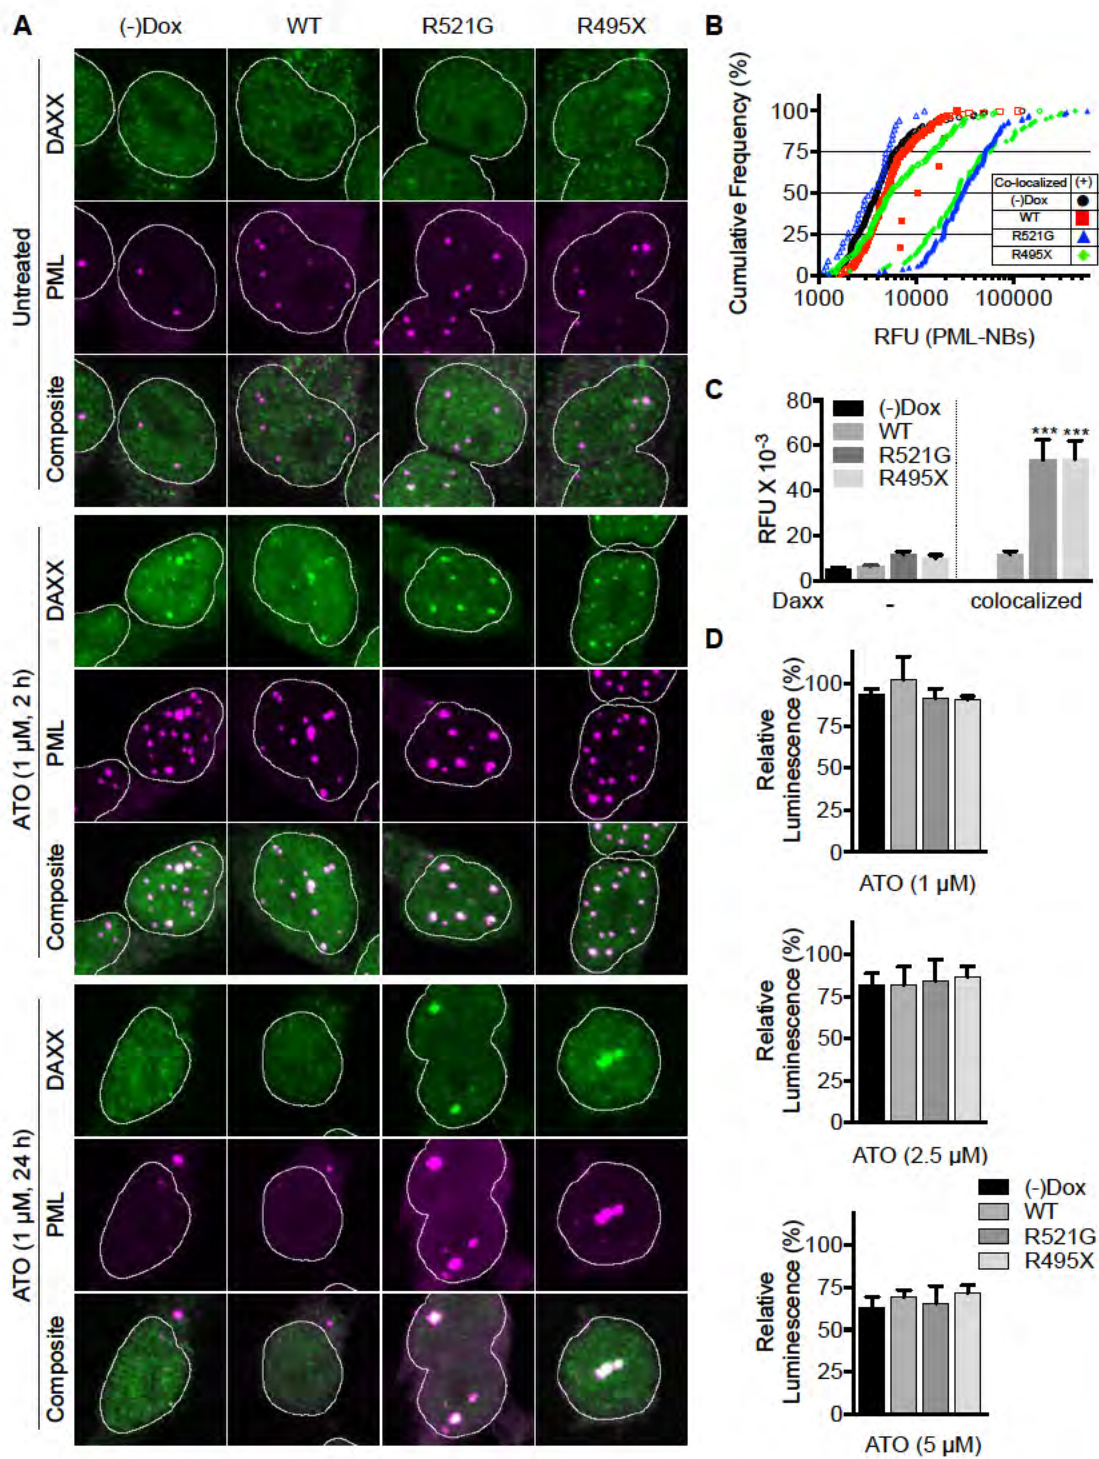 A
(-)Dox WT R521G R495X
Untreated
DAXX
PML
Composite
ATO (1 µM, 2 h)
DAXX
PML
Composite
ATO (1 µM, 24 h)
DAXX
PML
Composite
B
Cumulative Frequency (%)
100
75
50
25
0
1000 10000 100000
RFU (PML-NBs)
Co-localized (+)
(-)Dox
WT
R521G
R495X
C
RFU X 10-3
80
60
40
20
0
(-)Dox
WT
R521G
R495X
*** ***
Daxx - colocalized
D
Relative
Luminescence (%)
100
75
50
25
0
ATO (1 µM)
Relative
Luminescence (%)
100
75
50
25
0
ATO (2.5 µM)
(-)Dox
WT
R521G
R495X
Relative
Luminescence (%)
100
75
50
25
0
ATO (5 µM)